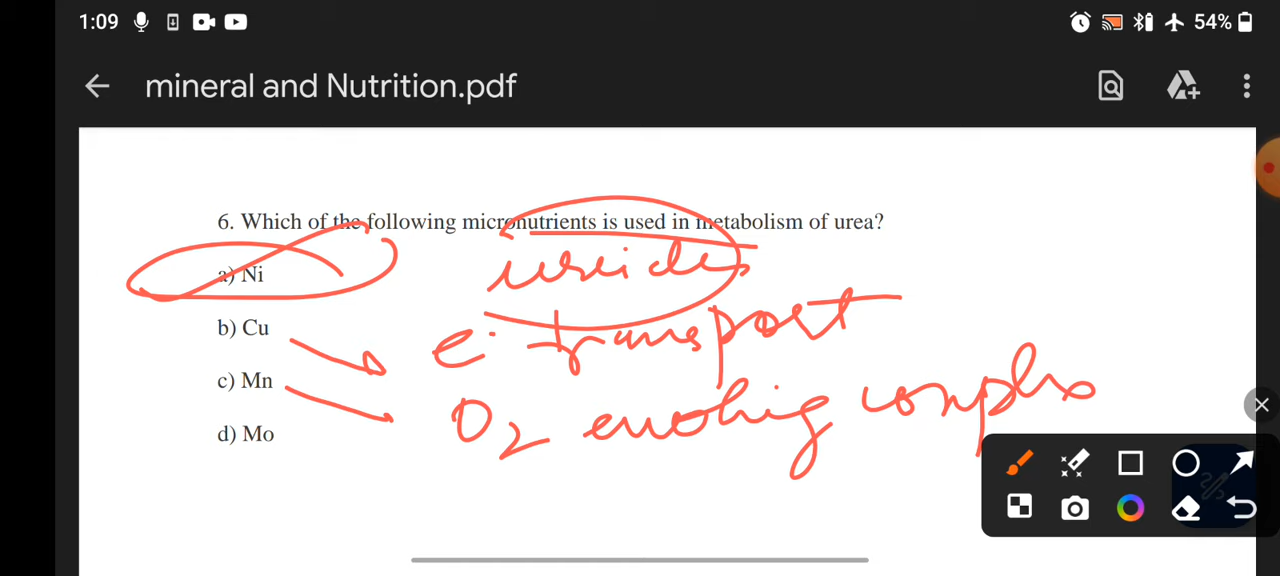 1:09 54%
mineral and Nutrition.pdf
6. Which of the following micronutrients is used in metabolism of urea?
a) Ni
ureides
b) Cu
e- transport
c) Mn
O2 evolving complex
d) Mo